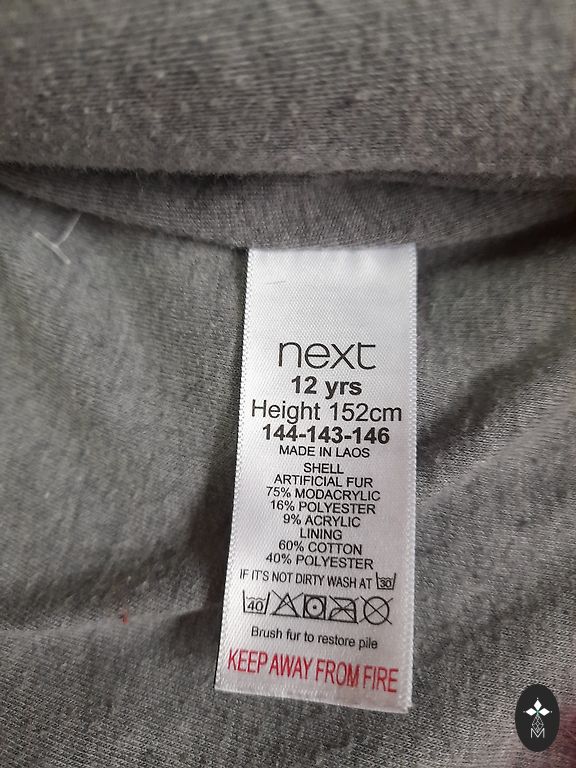 next
12 yrs
Height 152cm
144-143-146
MADE IN LAOS
SHELL
ARTIFICIAL FUR
75% MODACRYLIC
16% POLYESTER
9% ACRYLIC
LINING
60% COTTON
40% POLYESTER
IF IT'S NOT DIRTY WASH AT 30
40
Brush fur to restore pile
KEEP AWAY FROM FIRE
M